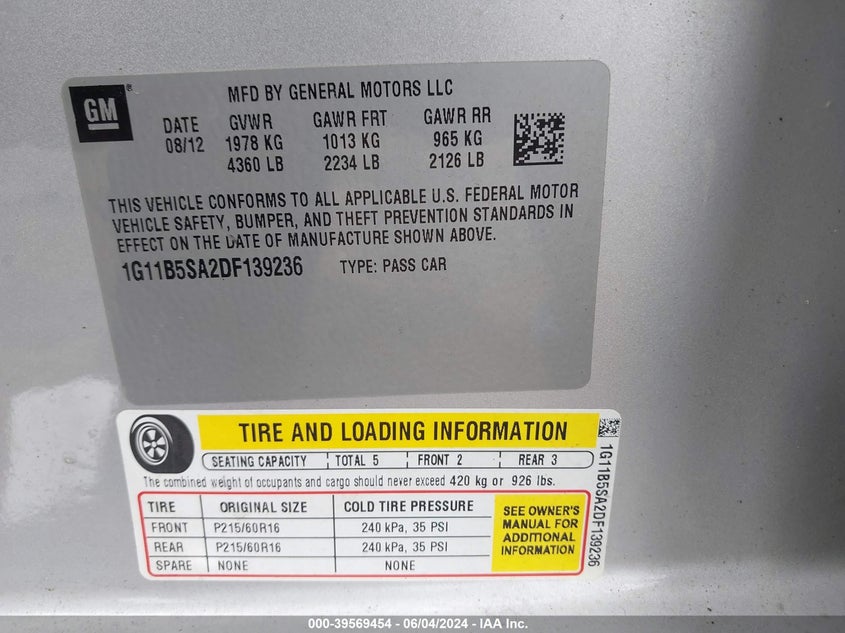 GM
MFD BY GENERAL MOTORS LLC
DATE GVWR GAWR FRT GAWR RR
08/12 1978 KG 1013 KG 965 KG
4360 LB 2234 LB 2126 LB
THIS VEHICLE CONFORMS TO ALL APPLICABLE U.S. FEDERAL MOTOR
VEHICLE SAFETY, BUMPER, AND THEFT PREVENTION STANDARDS IN
EFFECT ON THE DATE OF MANUFACTURE SHOWN ABOVE.
1G11B5SA2DF139236 TYPE: PASS CAR
TIRE AND LOADING INFORMATION
SEATING CAPACITY TOTAL 5 FRONT 2 REAR 3
The combined weight of occupants and cargo should never exceed 420 kg or 926 lbs.
TIRE ORIGINAL SIZE COLD TIRE PRESSURE
FRONT P215/60R16 240 kPa, 35 PSI
REAR P215/60R16 240 kPa, 35 PSI
SPARE NONE NONE
SEE OWNER'S
MANUAL FOR
ADDITIONAL
INFORMATION
1G11B5SA2DF139236
000-39569454 - 06/04/2024 - IAA Inc.